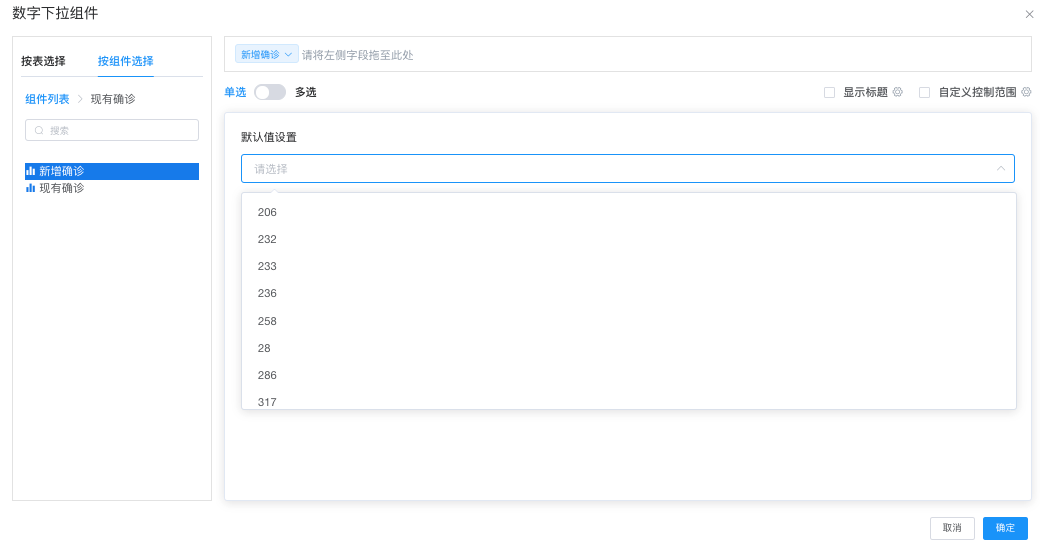 数字下拉组件
按表选择 按组件选择
组件列表 现有确诊
搜索
新增确诊
现有确诊
新增确诊 请将左侧字段拖至此处
单选 多选 显示标题 自定义控制范围
默认值设置
请选择
206
232
233
236
258
28
286
317
取消 确定